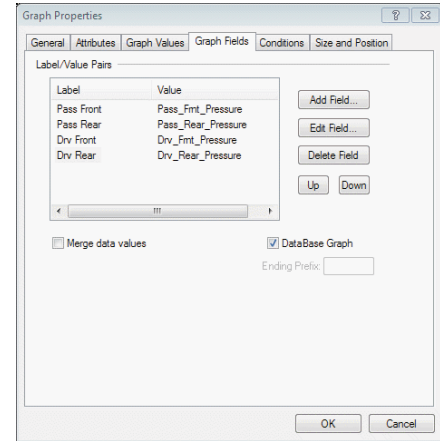 Graph Properties
General Attributes Graph Values Graph Fields Conditions Size and Position
Label/Value Pairs
Label Value
Pass Front Pass_Frnt_Pressure
Pass Rear Pass_Rear_Pressure
Drv Front Drv_Frnt_Pressure
Drv Rear Drv_Rear_Pressure
Add Field...
Edit Field...
Delete Field
Up Down
Merge data values
DataBase Graph
Ending Prefix:
OK Cancel